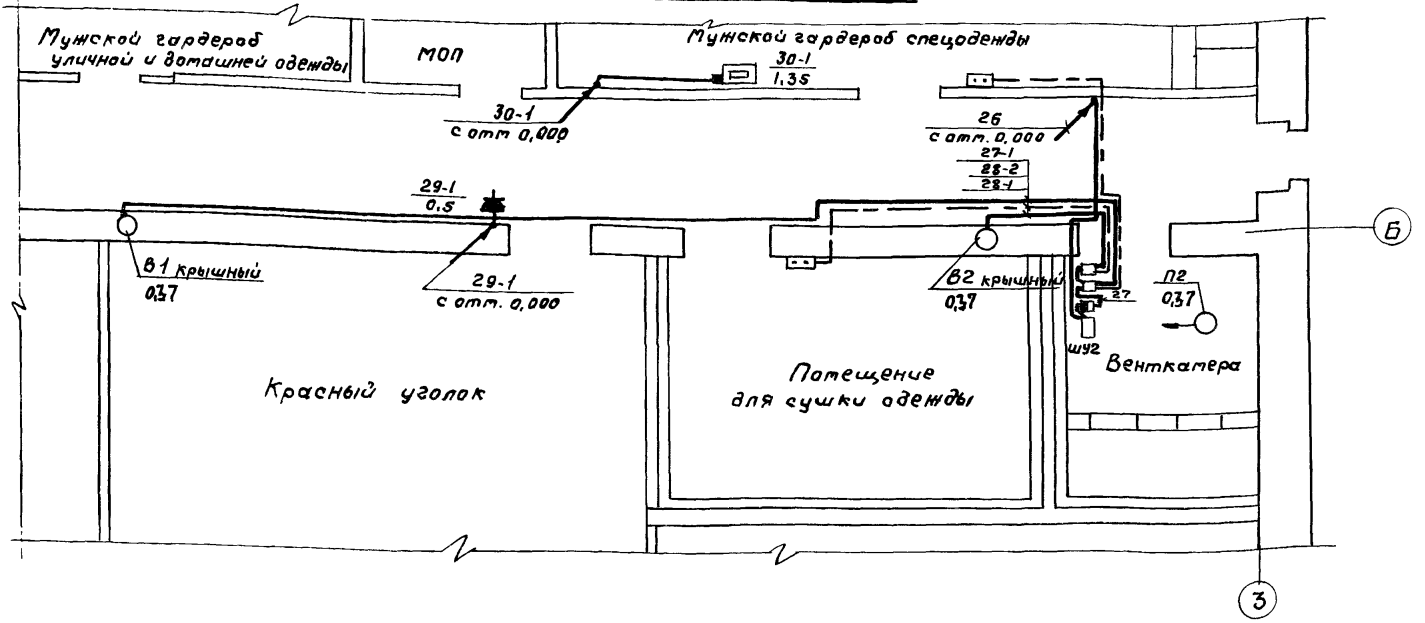 Мужской гардероб
уличной и домашней одежды
МОП
Мужской гардероб спецодежды
30-1
1,35
30-1
с отм 0,000
26
с отм. 0,000
27-1
28-2
28-1
29-1
0.5
Б
В1 крышный
0,37
29-1
с отм. 0,000
В2 крышный
0,37
27
П2
0,37
ШУ2
Венткамера
Красный уголок
Помещение
для сушки одежды
3